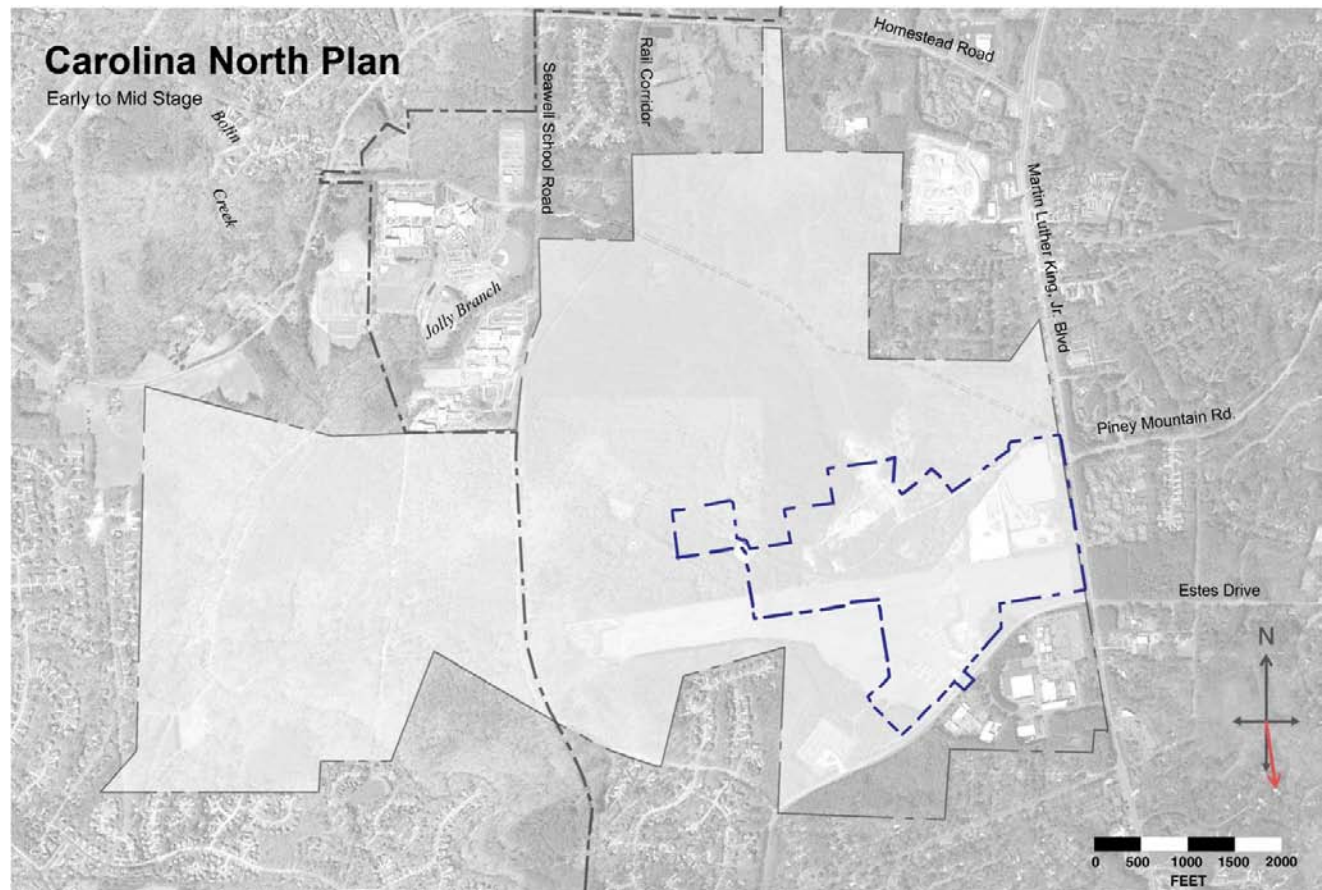 Carolina North Plan
Early to Mid Stage
Bolin
Creek
Seawell School Road
Rail Corridor
Homestead Road
Martin Luther King, Jr. Blvd
Jolly Branch
Piney Mountain Rd.
Estes Drive
N
0 500 1000 1500 2000
FEET